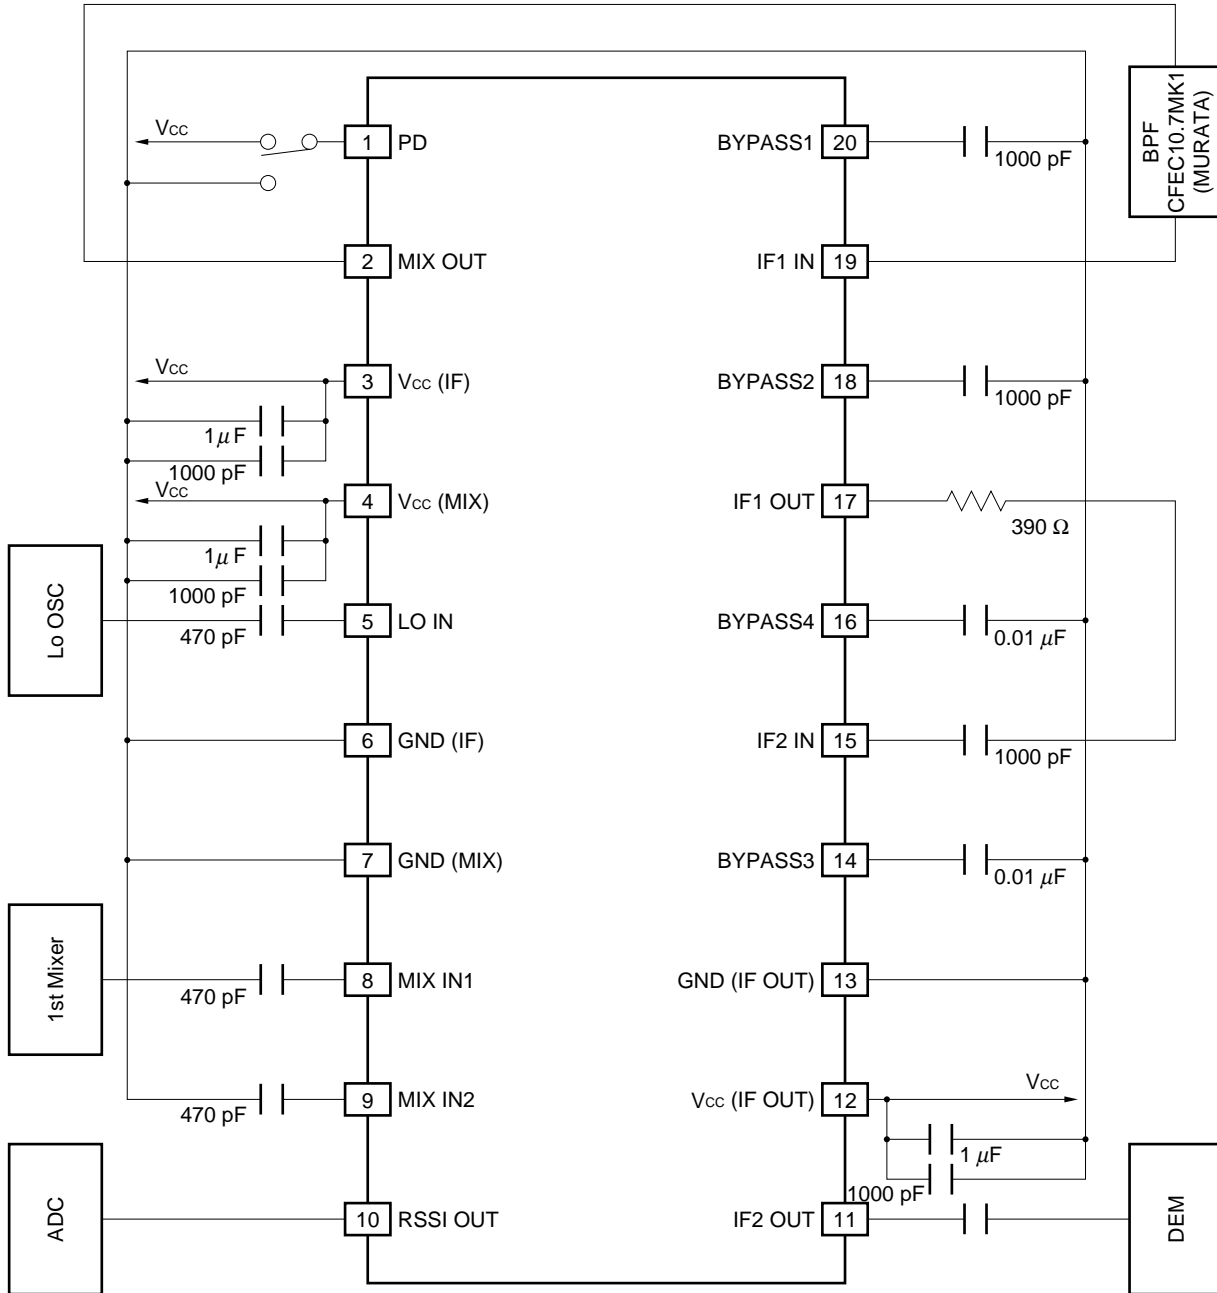 Vcc
1 PD
BYPASS1 20
1000 pF
BPF
CFEC10.7MK1
(MURATA)
2 MIX OUT
IF1 IN 19
Vcc
3 Vcc (IF)
BYPASS2 18
1000 pF
1 μF
1000 pF
Vcc
4 Vcc (MIX)
IF1 OUT 17
390 Ω
1 μF
1000 pF
Lo OSC
470 pF
5 LO IN
BYPASS4 16
0.01 μF
6 GND (IF)
IF2 IN 15
1000 pF
7 GND (MIX)
BYPASS3 14
0.01 μF
1st Mixer
470 pF
8 MIX IN1
GND (IF OUT) 13
470 pF
9 MIX IN2
Vcc (IF OUT) 12
Vcc
1 μF
1000 pF
ADC
10 RSSI OUT
IF2 OUT 11
DEM